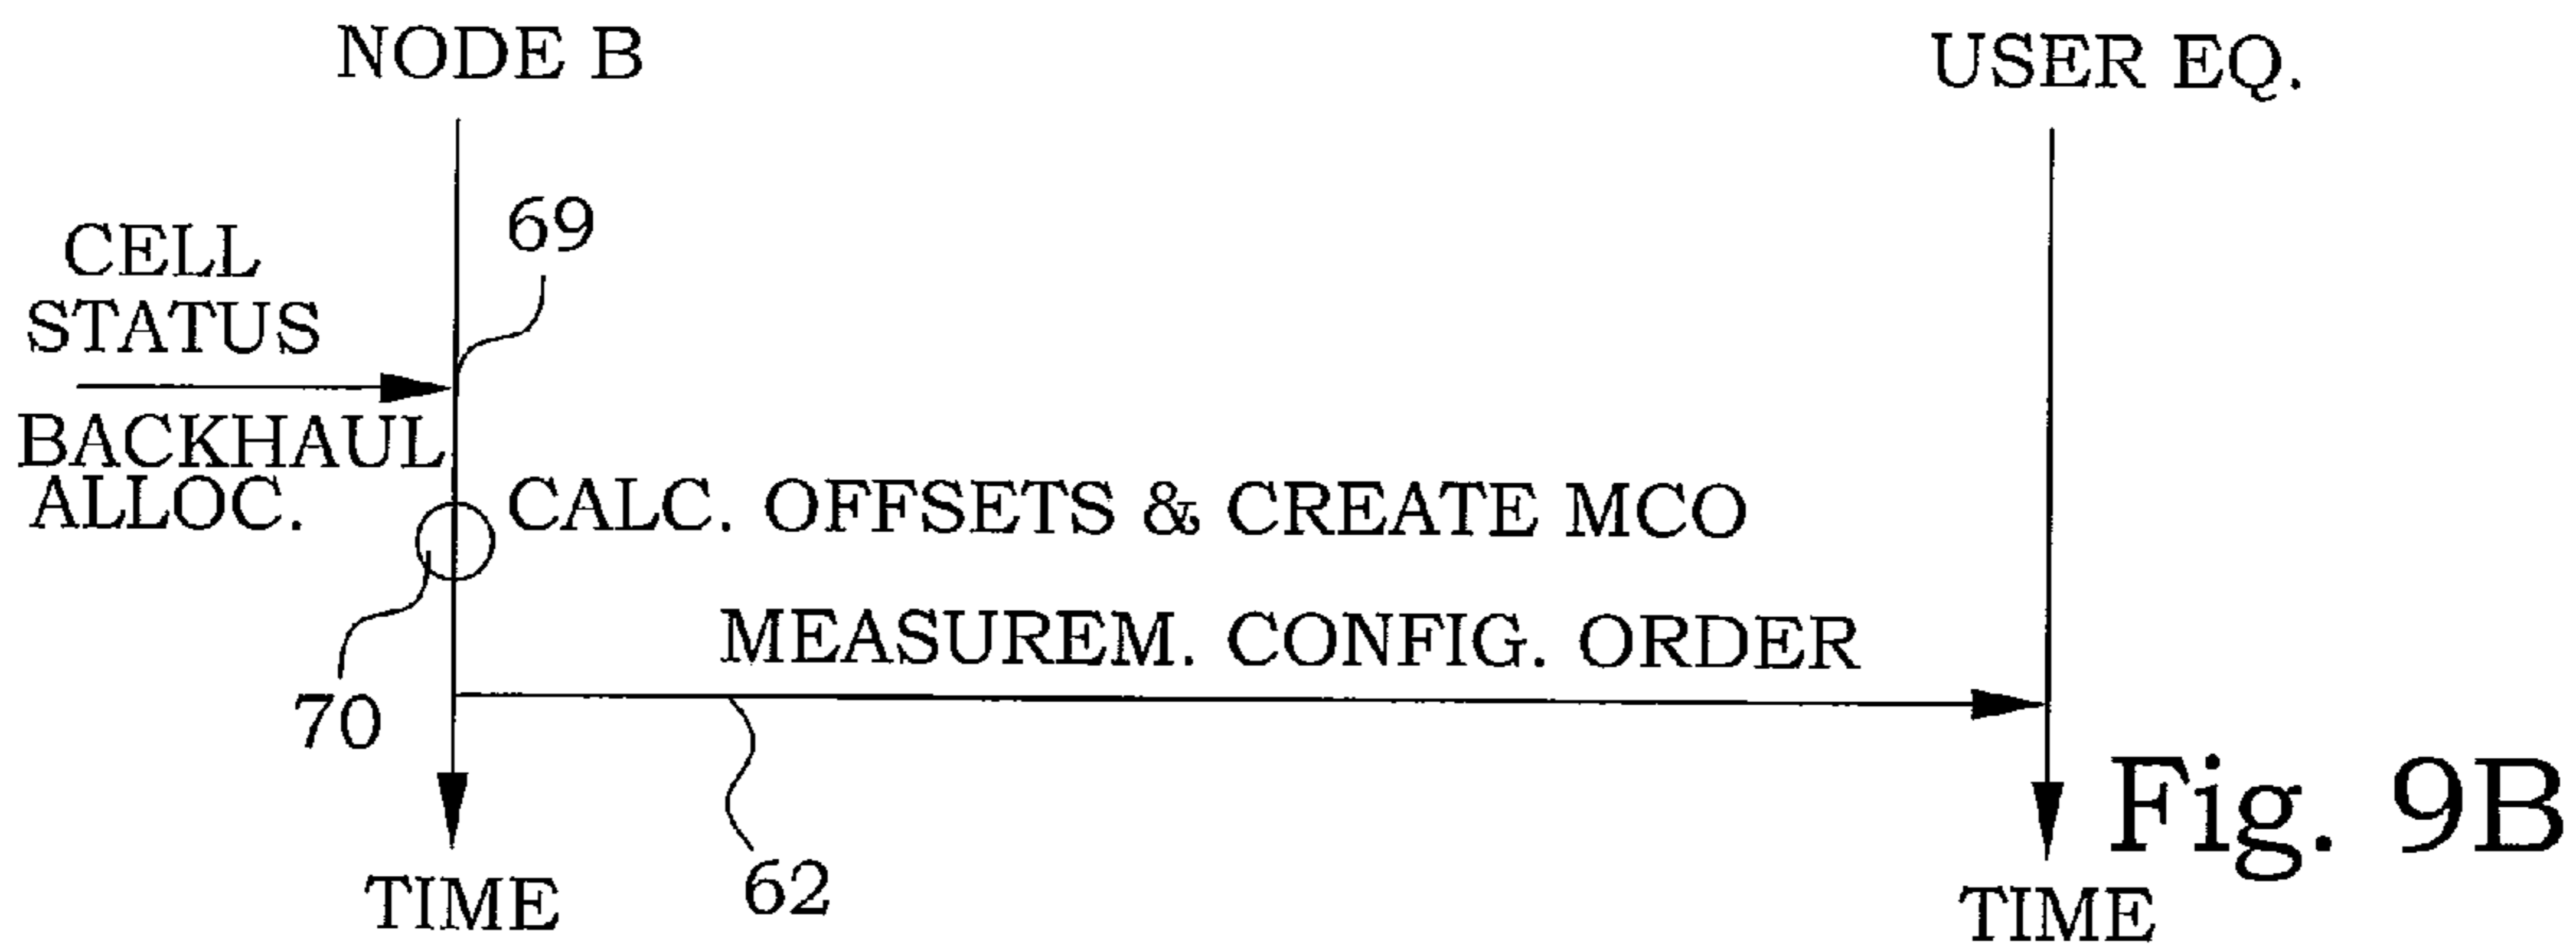 NODE B
USER EQ.
69
CELL
STATUS
BACKHAUL
ALLOC.
CALC. OFFSETS & CREATE MCO
MEASUREM. CONFIG. ORDER
70
62
Fig. 9B
TIME
TIME